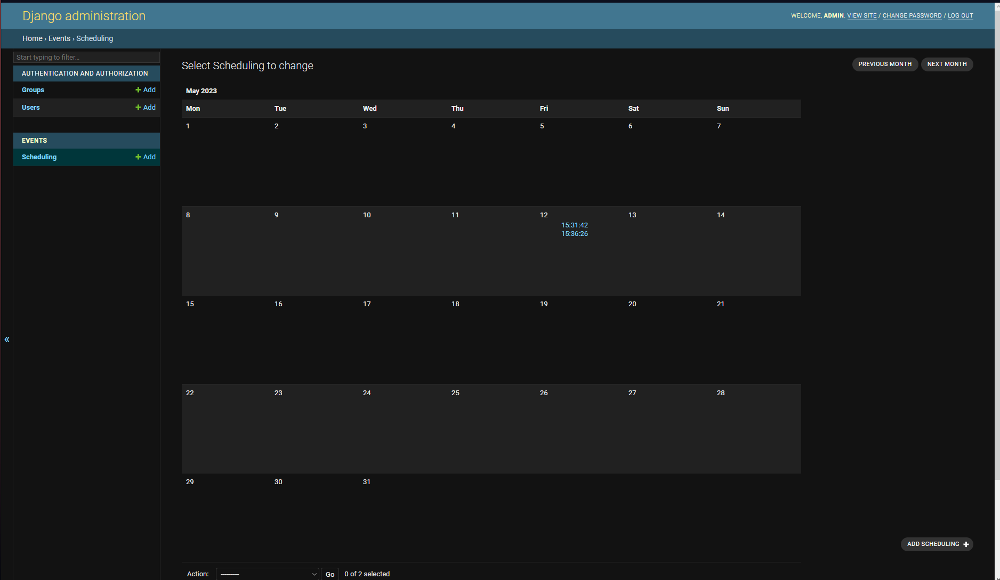 Django administration
WELCOME, ADMIN. VIEW SITE / CHANGE PASSWORD / LOG OUT
Home › Events › Scheduling
Start typing to filter...
AUTHENTICATION AND AUTHORIZATION
Groups + Add
Users + Add
EVENTS
Scheduling + Add
«
Select Scheduling to change
PREVIOUS MONTH NEXT MONTH
May 2023
Mon Tue Wed Thu Fri Sat Sun
1 2 3 4 5 6 7
8 9 10 11 12 13 14
15:31:42
15:36:26
15 16 17 18 19 20 21
22 23 24 25 26 27 28
29 30 31
ADD SCHEDULING +
Action: --------- Go 0 of 2 selected